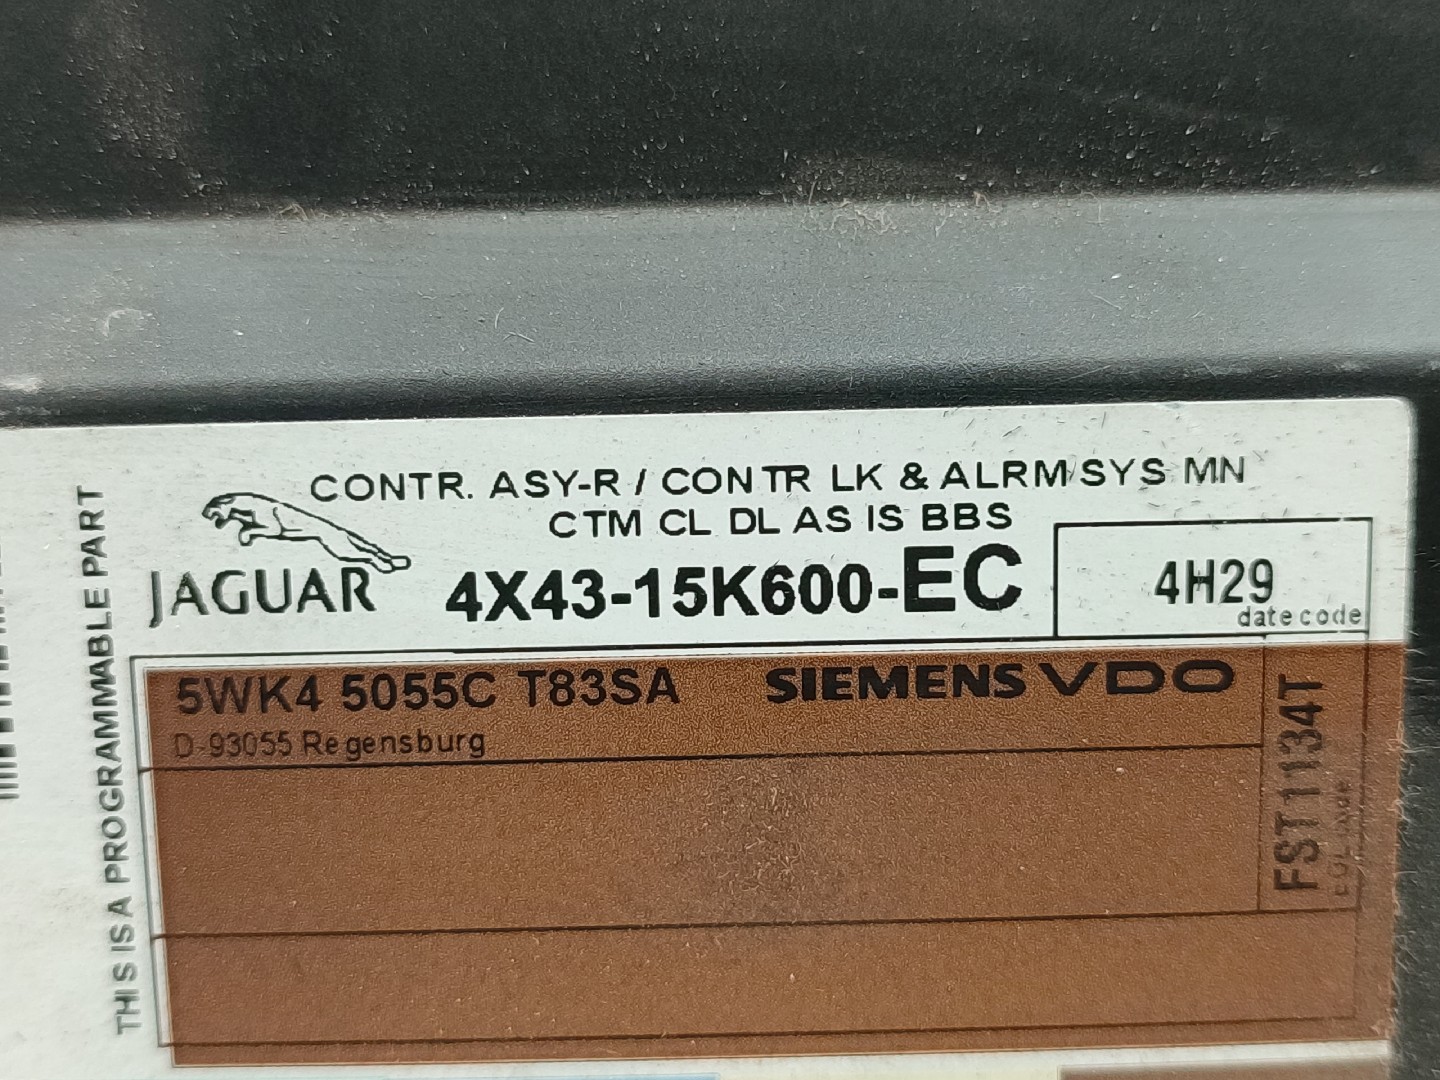 CONTR. ASY-R / CONTR LK & ALRM SYS MN
CTM CL DL AS IS BBS
JAGUAR
4X43-15K600-EC
4H29
date code
5WK4 5055C T83SA
SIEMENS VDO
D-93055 Regensburg
FST1134T
THIS IS A PROGRAMMABLE PART